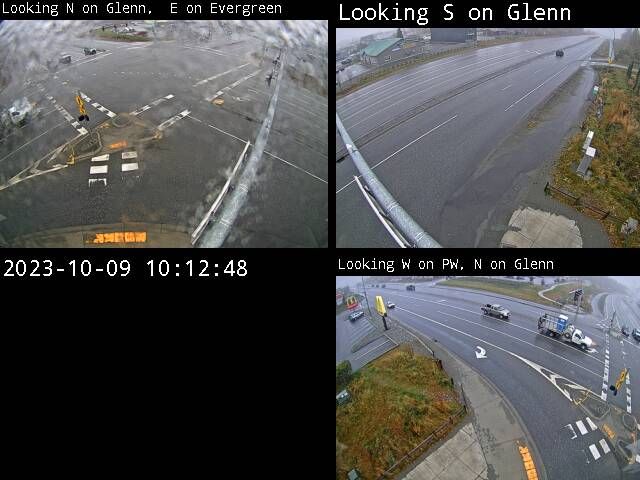 Looking N on Glenn,  E on Evergreen
Looking S on Glenn
2023-10-09 10:12:48
Looking W on PW, N on Glenn